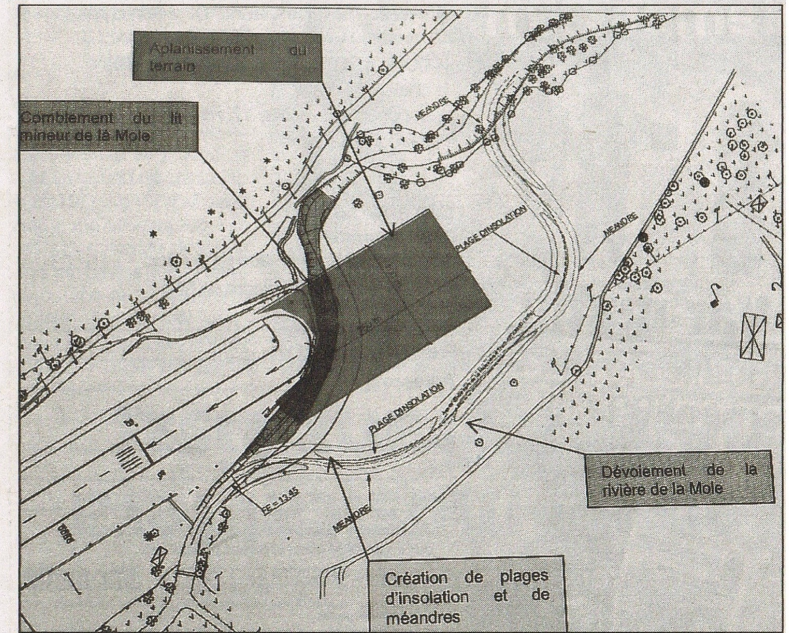 Aplanissement du
terrain
Comblement du lit
mineur de la Mole
MEANDRE
PLAGE D'INSOLATION
MEANDRE
PLAGE D'INSOLATION
MEANDRE
Dévoiement de la
rivière de la Mole
Création de plages
d'insolation et de
méandres